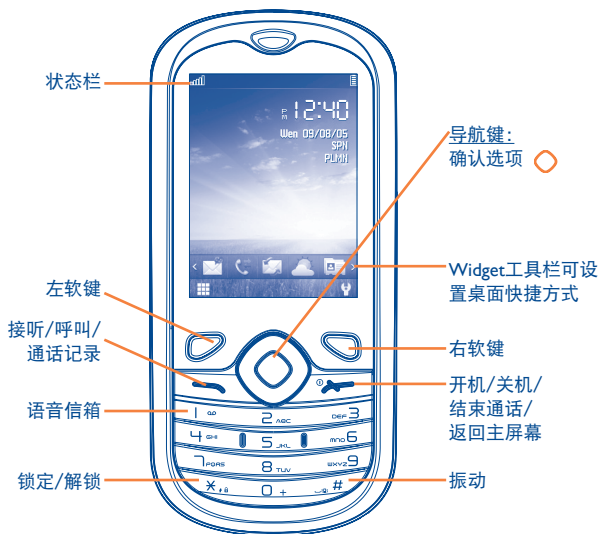 状态栏
PM 12:40
Wen 09/08/05
SPN
PLMN
导航键:
确认选项
Widget工具栏可设
置桌面快捷方式
左软键
接听/呼叫/
通话记录
右软键
开机/关机/
结束通话/
返回主屏幕
语音信箱
1
2 ABC
DEF 3
4 GHI
5 JKL
mno 6
7 PQRS
8 TUV
WXYZ 9
锁定/解锁
*
0 +
#
振动